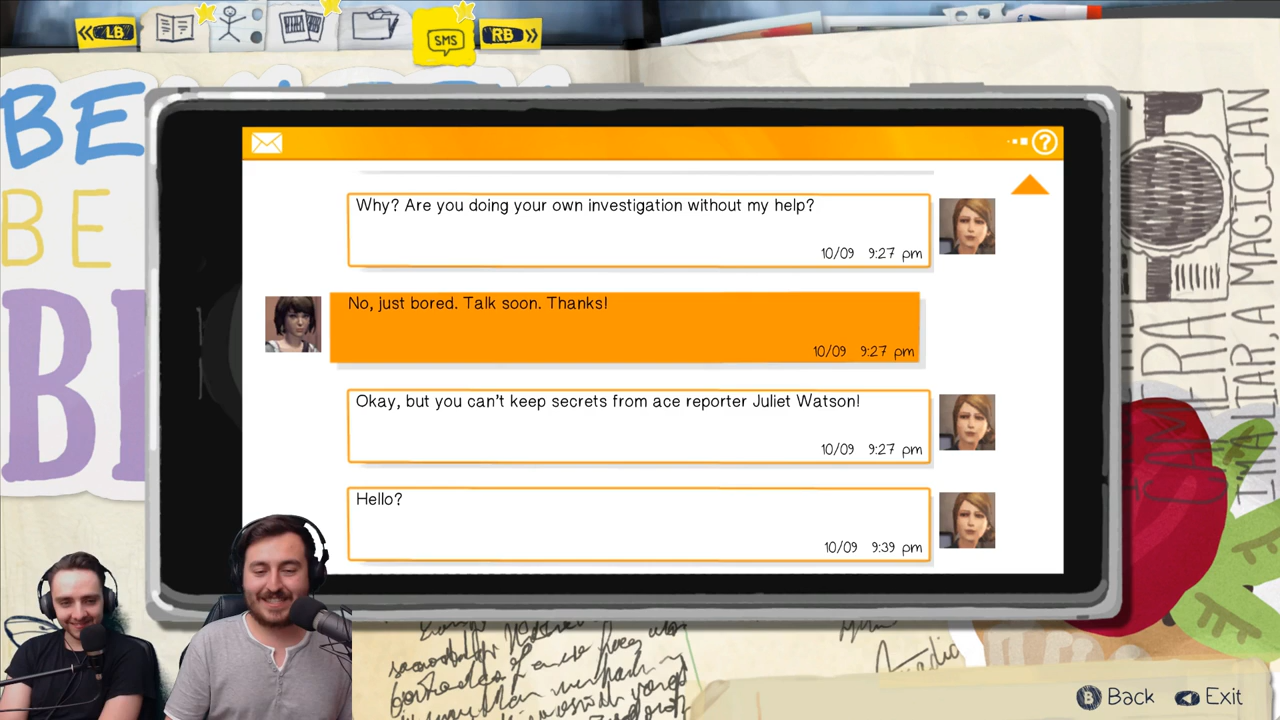 LB
SMS
RB
BE
BE
BE
?
Why? Are you doing your own investigation without my help?
10/09 9:27 pm
No, just bored. Talk soon. Thanks!
10/09 9:27 pm
Okay, but you can't keep secrets from ace reporter Juliet Watson!
10/09 9:27 pm
Hello?
10/09 9:39 pm
I'M A LIAR, A MAGICIAN
B Back
Exit